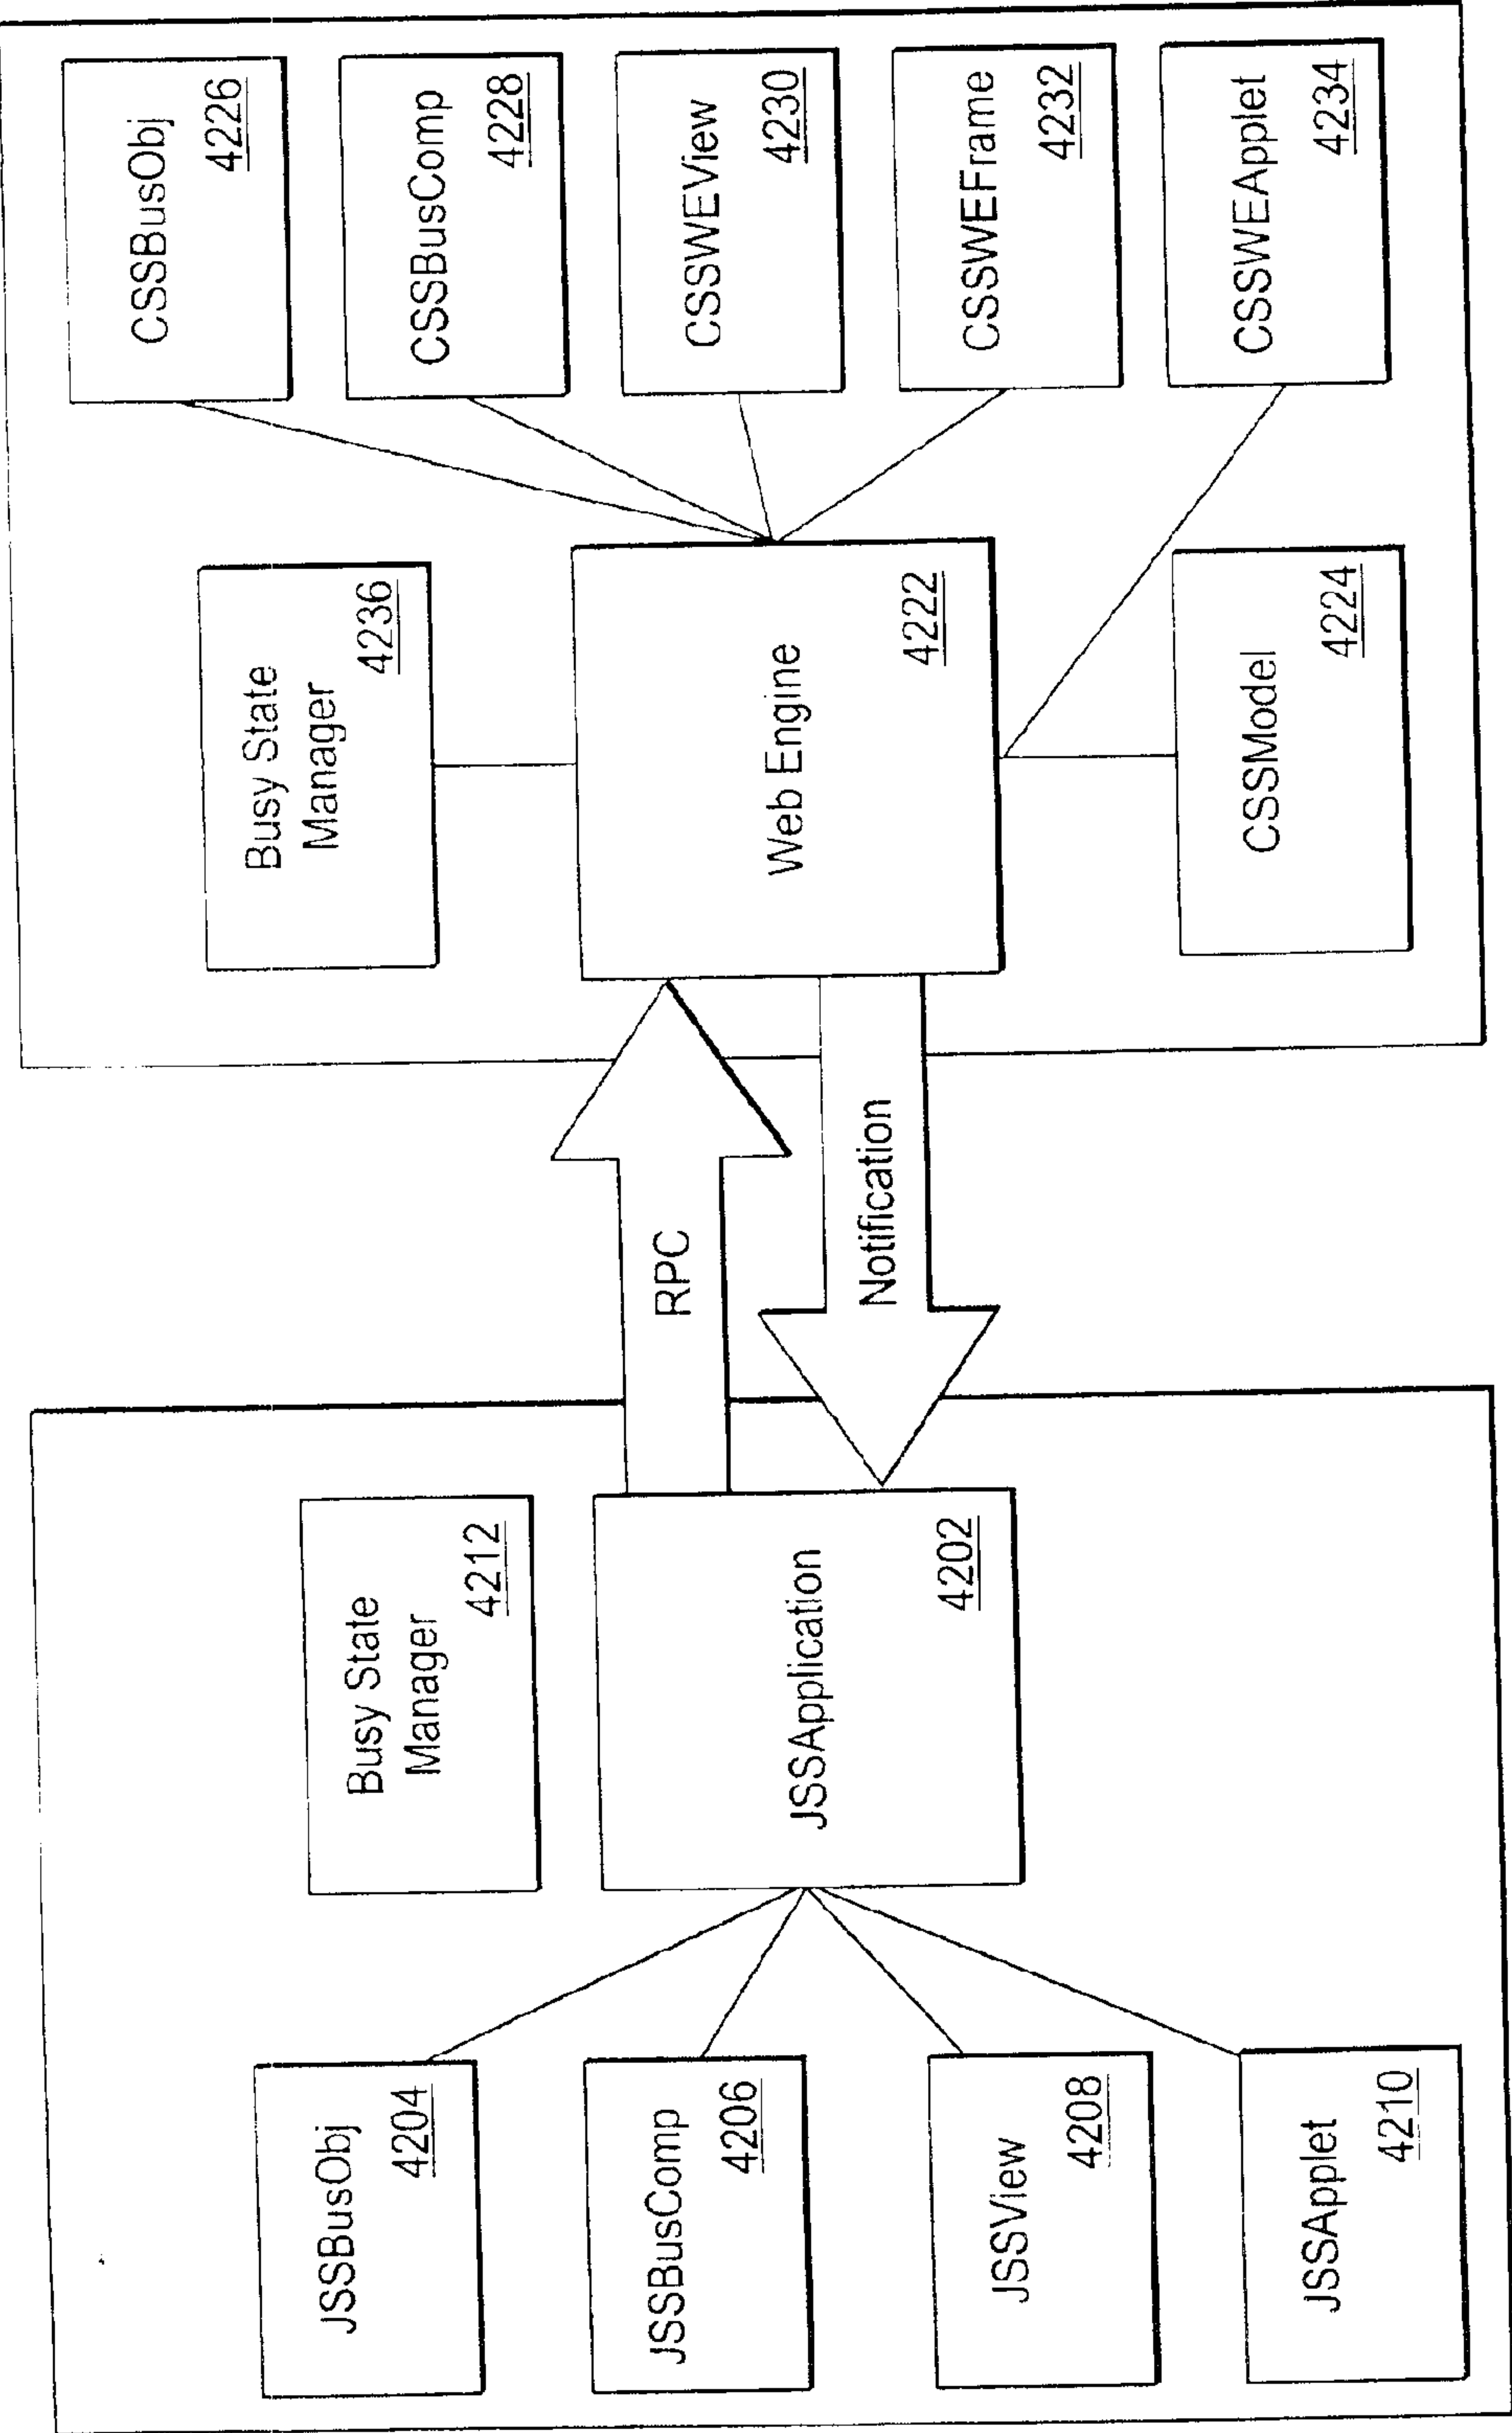 JSSBusObj
4204
JSSBusComp
4206
JSSView
4208
JSSApplet
4210
Busy State
Manager
4212
JSSApplication
4202
RPC
Notification
Busy State
Manager
4236
Web Engine
4222
CSSModel
4224
CSSBusObj
4226
CSSBusComp
4228
CSSWEView
4230
CSSWEFrame
4232
CSSWEApplet
4234